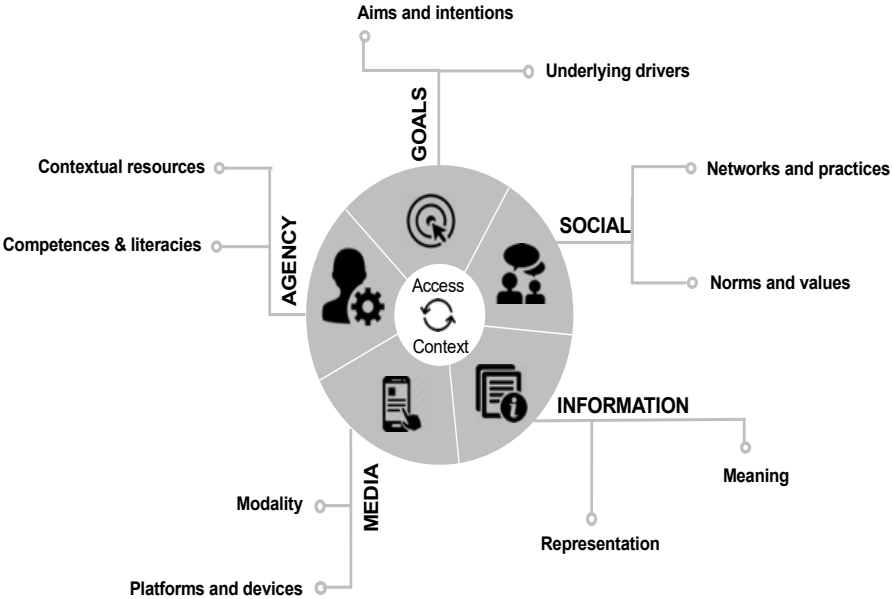 Aims and intentions
Underlying drivers
GOALS
Contextual resources
Competences & literacies
AGENCY
Networks and practices
SOCIAL
Norms and values
Access
Context
INFORMATION
Meaning
Representation
MEDIA
Modality
Platforms and devices